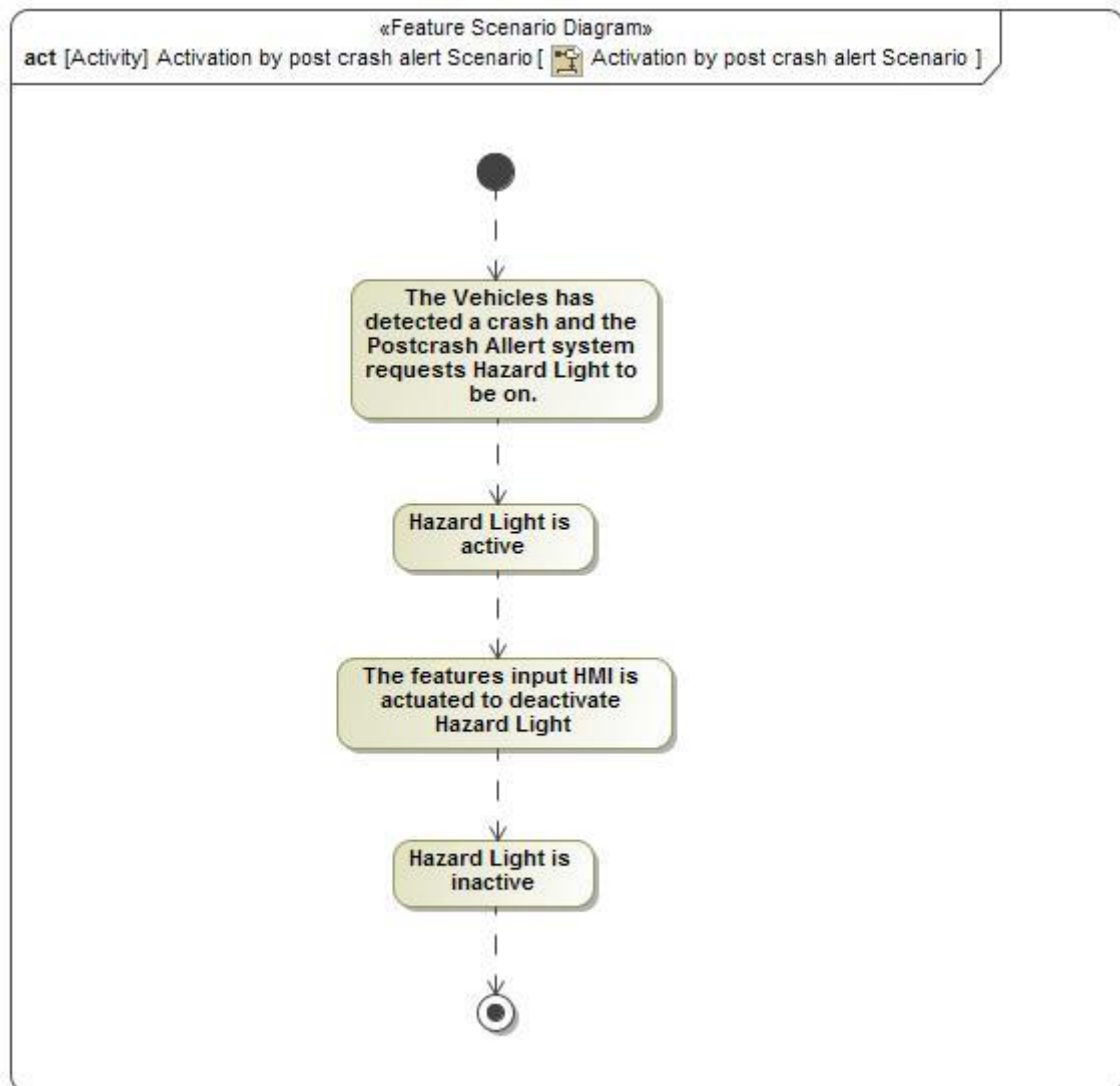 «Feature Scenario Diagram»
act [Activity] Activation by post crash alert Scenario [ Activation by post crash alert Scenario ]
The Vehicles has
detected a crash and the
Postcrash Allert system
requests Hazard Light to
be on.
Hazard Light is
active
The features input HMI is
actuated to deactivate
Hazard Light
Hazard Light is
inactive